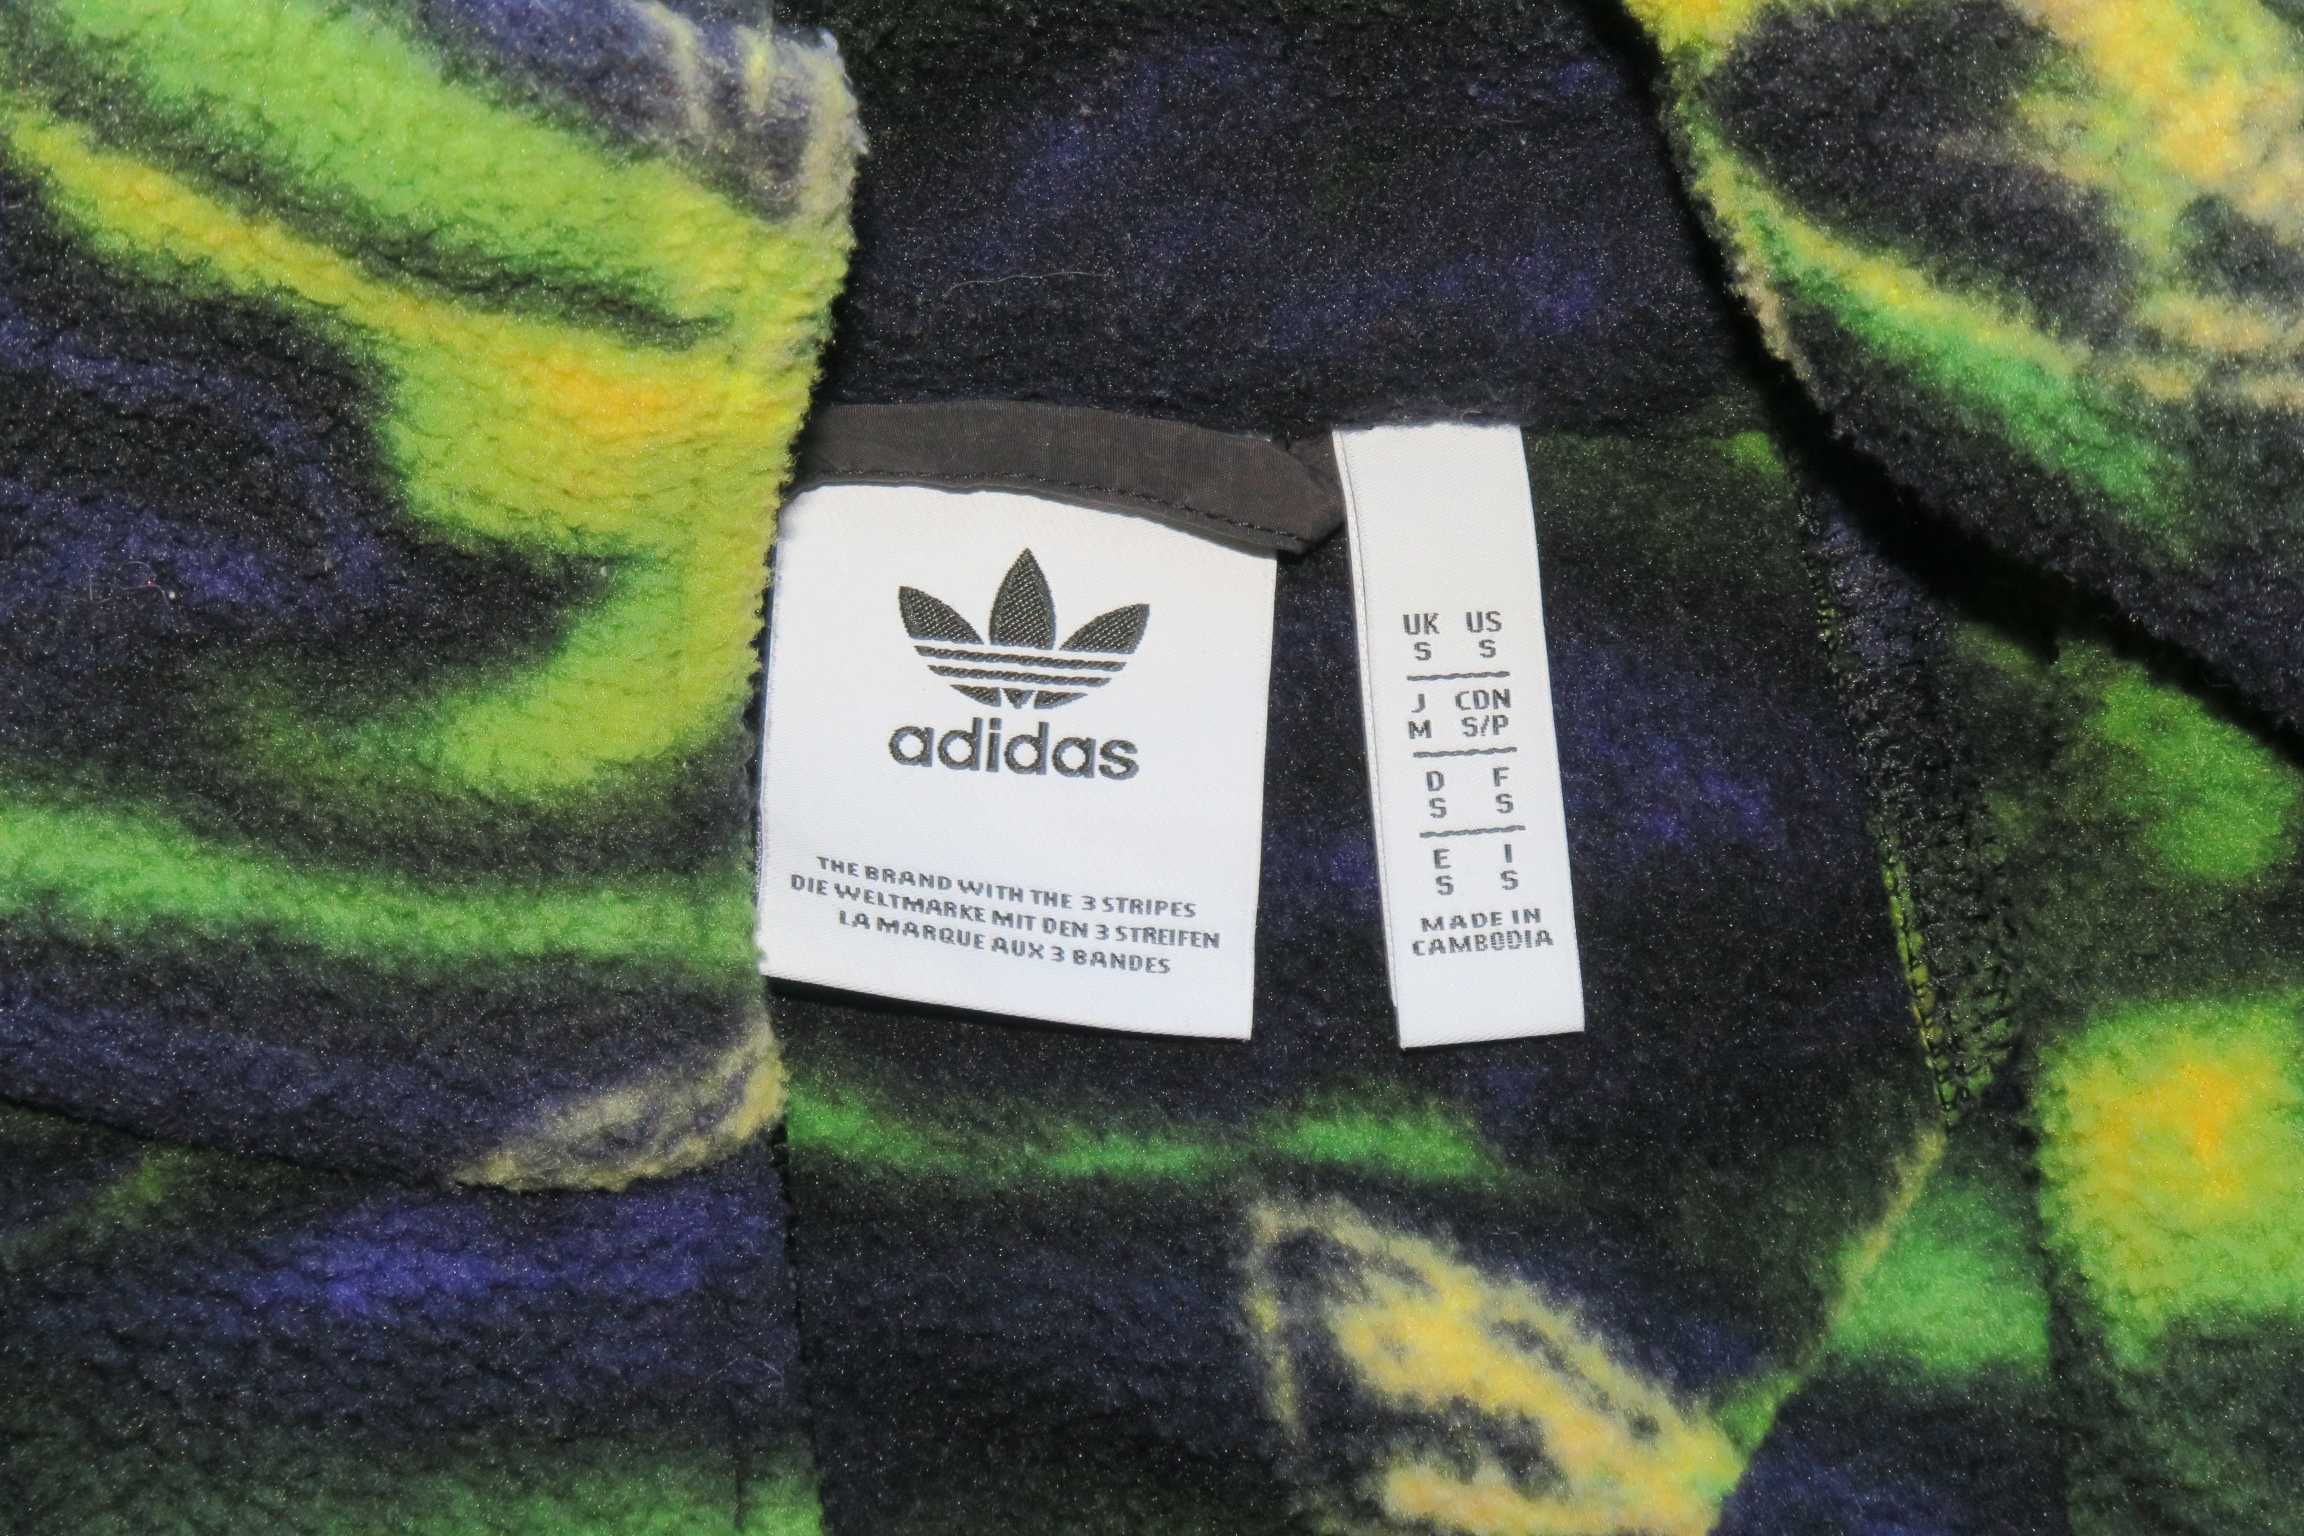 adidas
THE BRAND WITH THE 3 STRIPES
DIE WELTMARKE MIT DEN 3 STREIFEN
LA MARQUE AUX 3 BANDES
UK US
S S
J CDN
M S/P
D F
S S
E I
S S
MADE IN
CAMBODIA